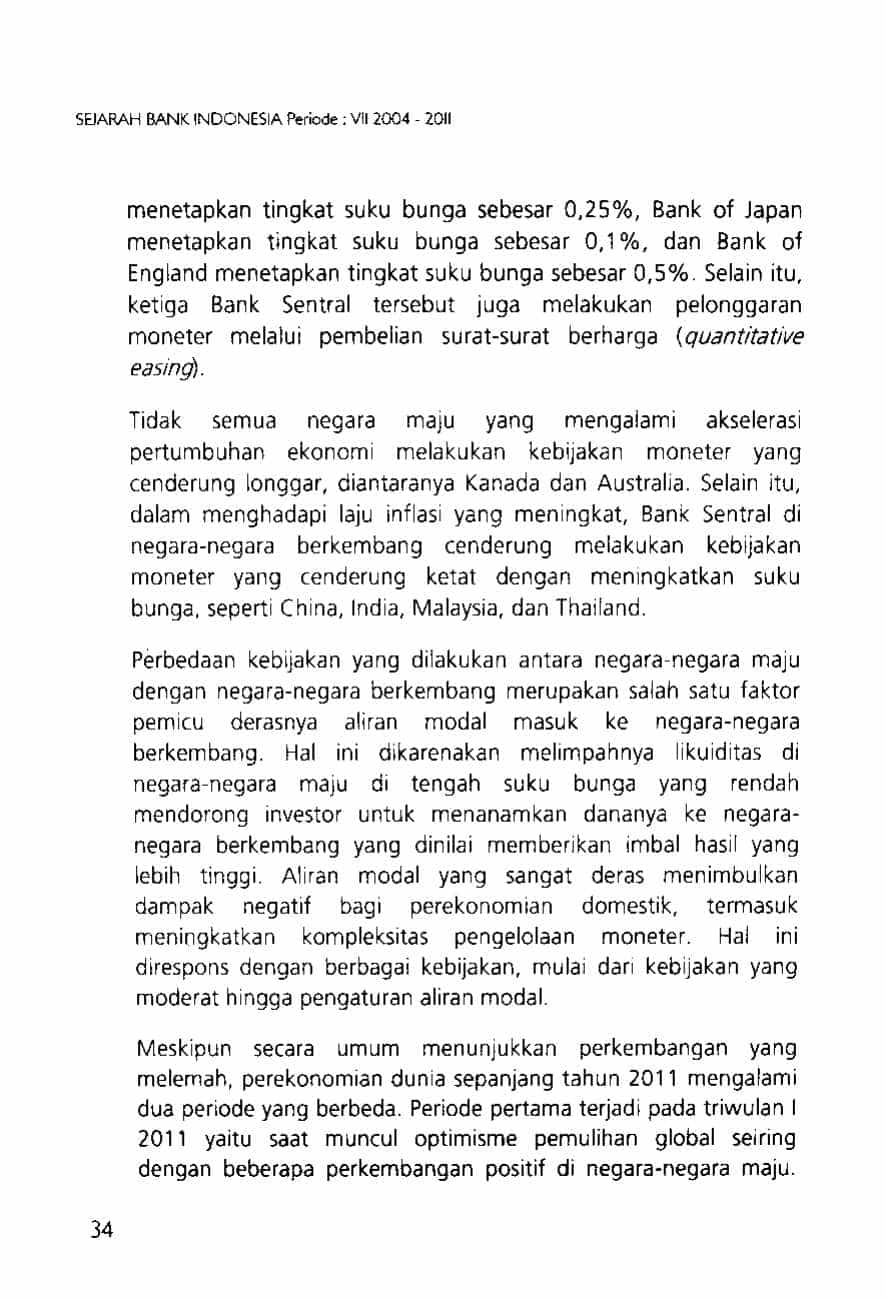 SEJARAH BANK INDONESIA Periode : VII 2004 - 2011
menetapkan tingkat suku bunga sebesar 0,25%, Bank of Japan
menetapkan tingkat suku bunga sebesar 0,1%, dan Bank of
England menetapkan tingkat suku bunga sebesar 0,5%. Selain itu,
ketiga Bank Sentral tersebut juga melakukan pelonggaran
moneter melalui pembelian surat-surat berharga (quantitative
easing).
Tidak semua negara maju yang mengalami akselerasi
pertumbuhan ekonomi melakukan kebijakan moneter yang
cenderung longgar, diantaranya Kanada dan Australia. Selain itu,
dalam menghadapi laju inflasi yang meningkat, Bank Sentral di
negara-negara berkembang cenderung melakukan kebijakan
moneter yang cenderung ketat dengan meningkatkan suku
bunga, seperti China, India, Malaysia, dan Thailand.
Perbedaan kebijakan yang dilakukan antara negara-negara maju
dengan negara-negara berkembang merupakan salah satu faktor
pemicu derasnya aliran modal masuk ke negara-negara
berkembang. Hal ini dikarenakan melimpahnya likuiditas di
negara-negara maju di tengah suku bunga yang rendah
mendorong investor untuk menanamkan dananya ke negara-
negara berkembang yang dinilai memberikan imbal hasil yang
lebih tinggi. Aliran modal yang sangat deras menimbulkan
dampak negatif bagi perekonomian domestik, termasuk
meningkatkan kompleksitas pengelolaan moneter. Hal ini
direspons dengan berbagai kebijakan, mulai dari kebijakan yang
moderat hingga pengaturan aliran modal.
Meskipun secara umum menunjukkan perkembangan yang
melemah, perekonomian dunia sepanjang tahun 2011 mengalami
dua periode yang berbeda. Periode pertama terjadi pada triwulan I
2011 yaitu saat muncul optimisme pemulihan global seiring
dengan beberapa perkembangan positif di negara-negara maju.
34